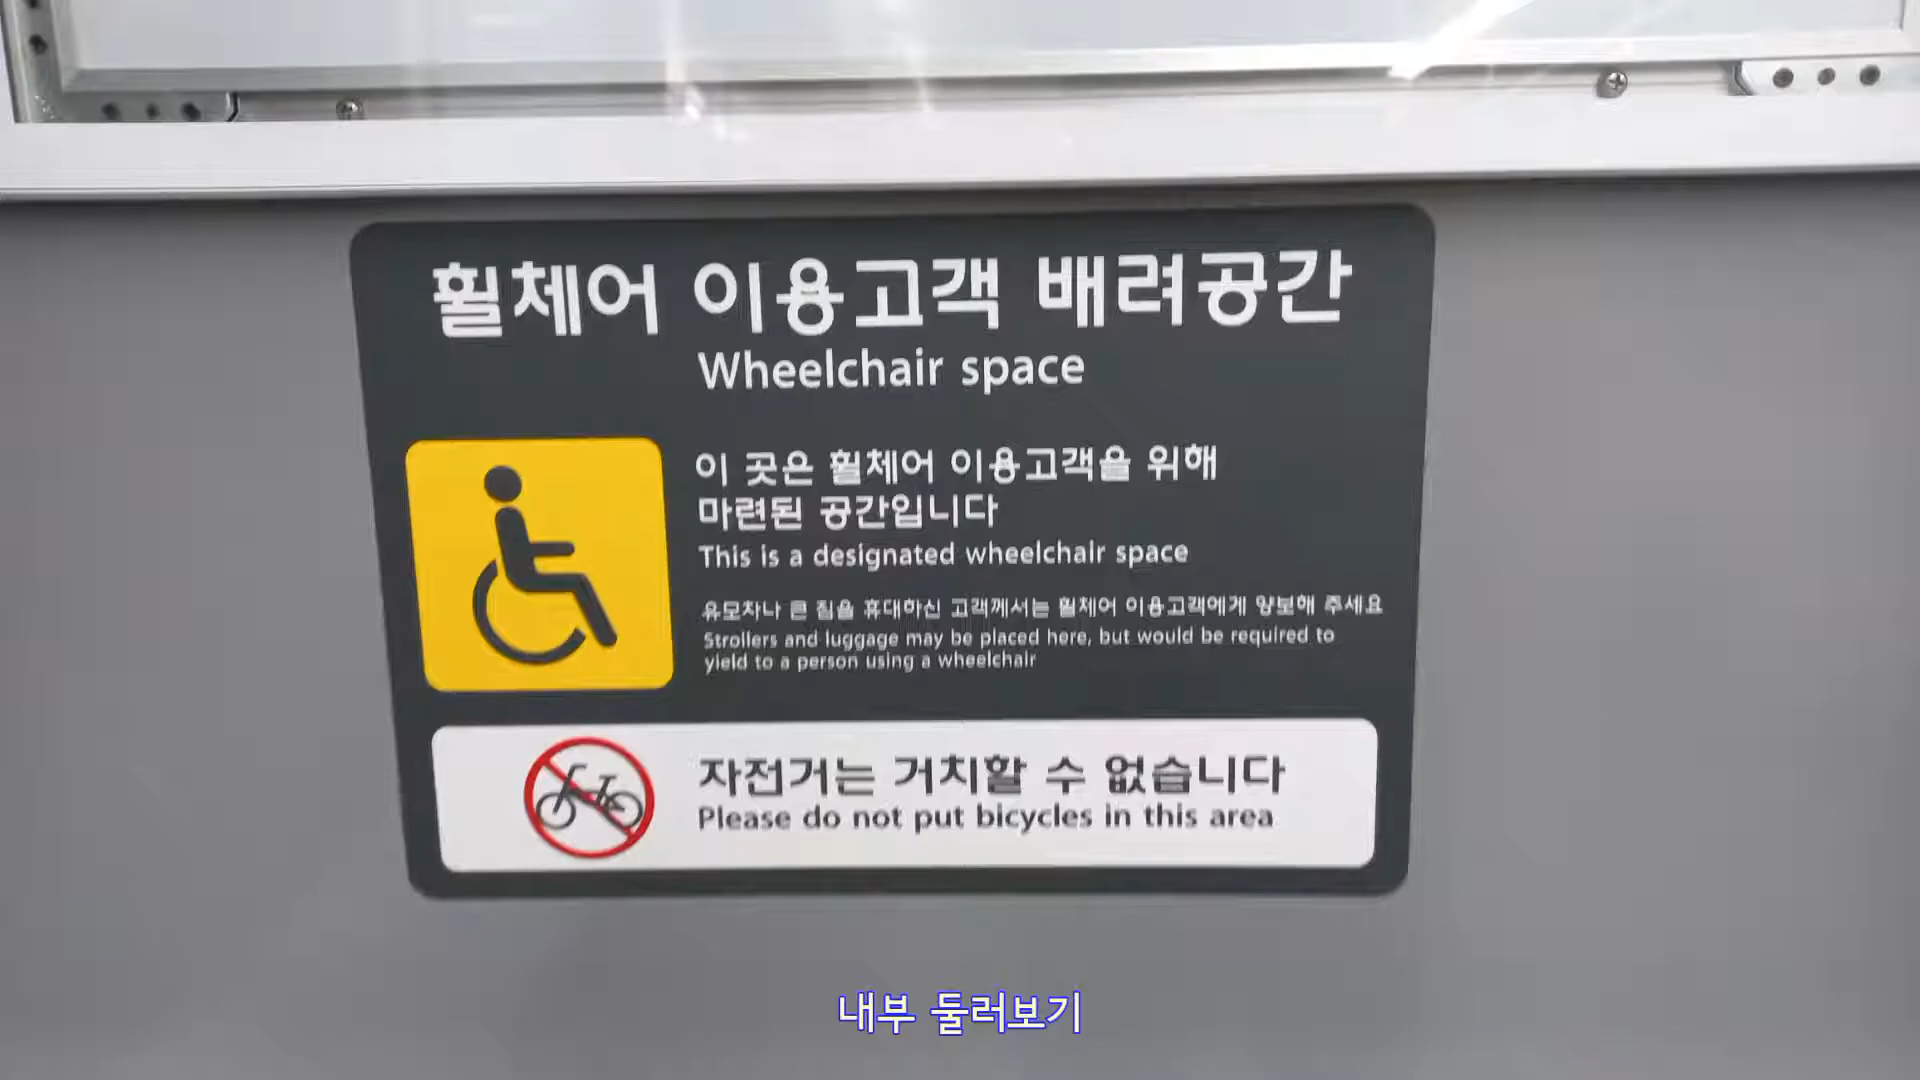 휠체어 이용고객 배려공간
Wheelchair space
이 곳은 휠체어 이용고객을 위해
마련된 공간입니다
This is a designated wheelchair space
유모차나 큰 짐을 휴대하신 고객께서는 휠체어 이용고객에게 양보해 주세요
Strollers and luggage may be placed here, but would be required to
yield to a person using a wheelchair
자전거는 거치할 수 없습니다
Please do not put bicycles in this area
내부 둘러보기